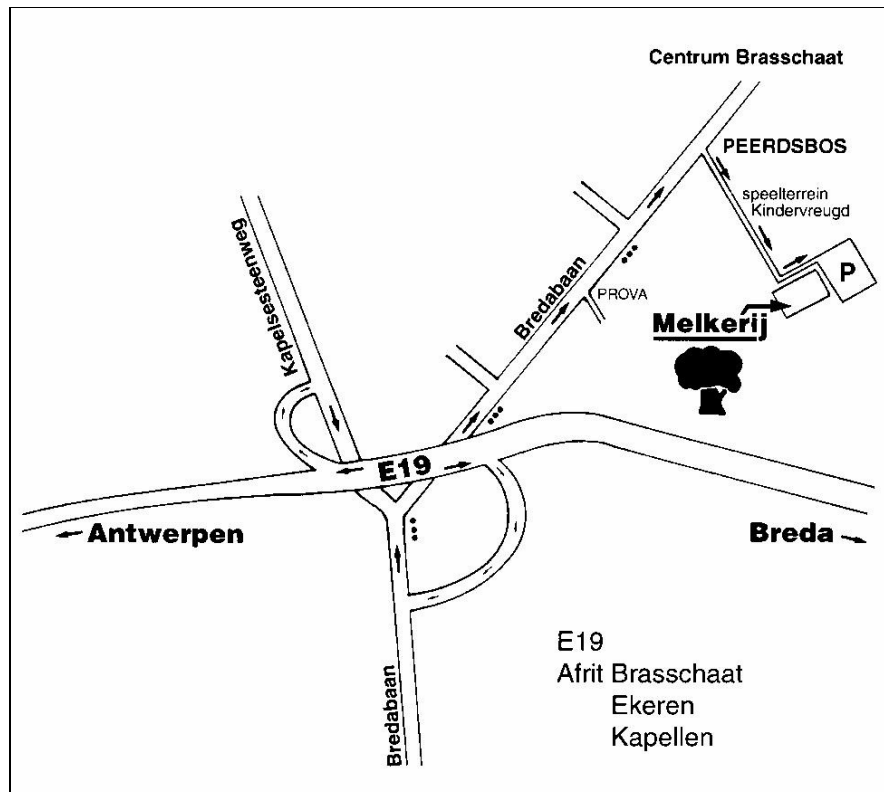 Centrum Brasschaat
PEERDSBOS
speelterrein
Kindervreugd
P
Kapelsesteenweg
Bredabaan
PROVA
Melkerij
E19
Antwerpen
Breda
Bredabaan
E19
Afrit Brasschaat
Ekeren
Kapellen